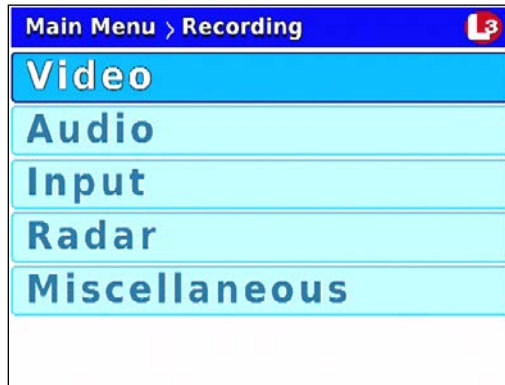 Main Menu > Recording L3
Video
Audio
Input
Radar
Miscellaneous